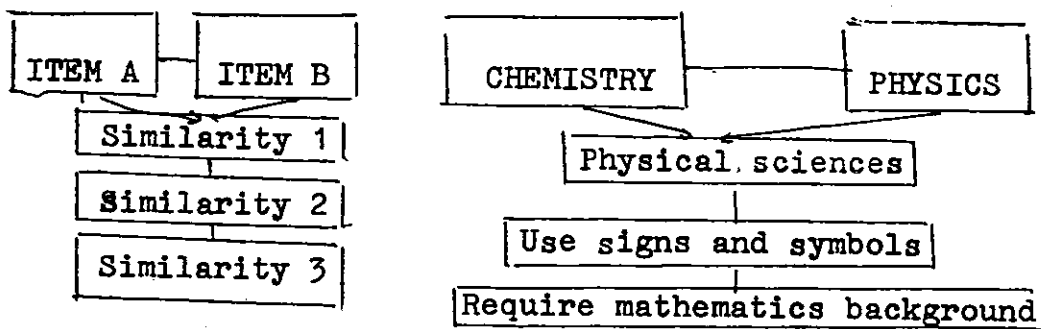 ITEM A
ITEM B
Similarity 1
Similarity 2
Similarity 3
CHEMISTRY
PHYSICS
Physical sciences
Use signs and symbols
Require mathematics background